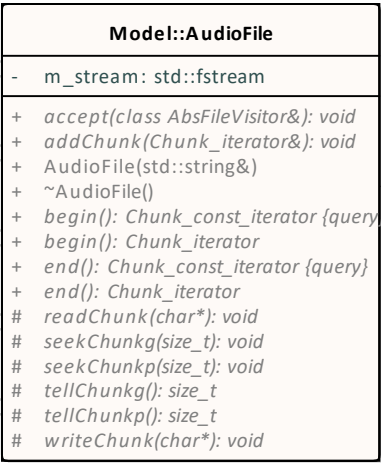 Model::AudioFile
- m_stream: std::fstream
+ accept(class AbsFileVisitor&): void
+ addChunk(Chunk_iterator&): void
+ AudioFile(std::string&)
+ ~AudioFile()
+ begin(): Chunk_const_iterator {query}
+ begin(): Chunk_iterator
+ end(): Chunk_const_iterator {query}
+ end(): Chunk_iterator
# readChunk(char*): void
# seekChunkg(size_t): void
# seekChunkp(size_t): void
# tellChunkg(): size_t
# tellChunkp(): size_t
# writeChunk(char*): void